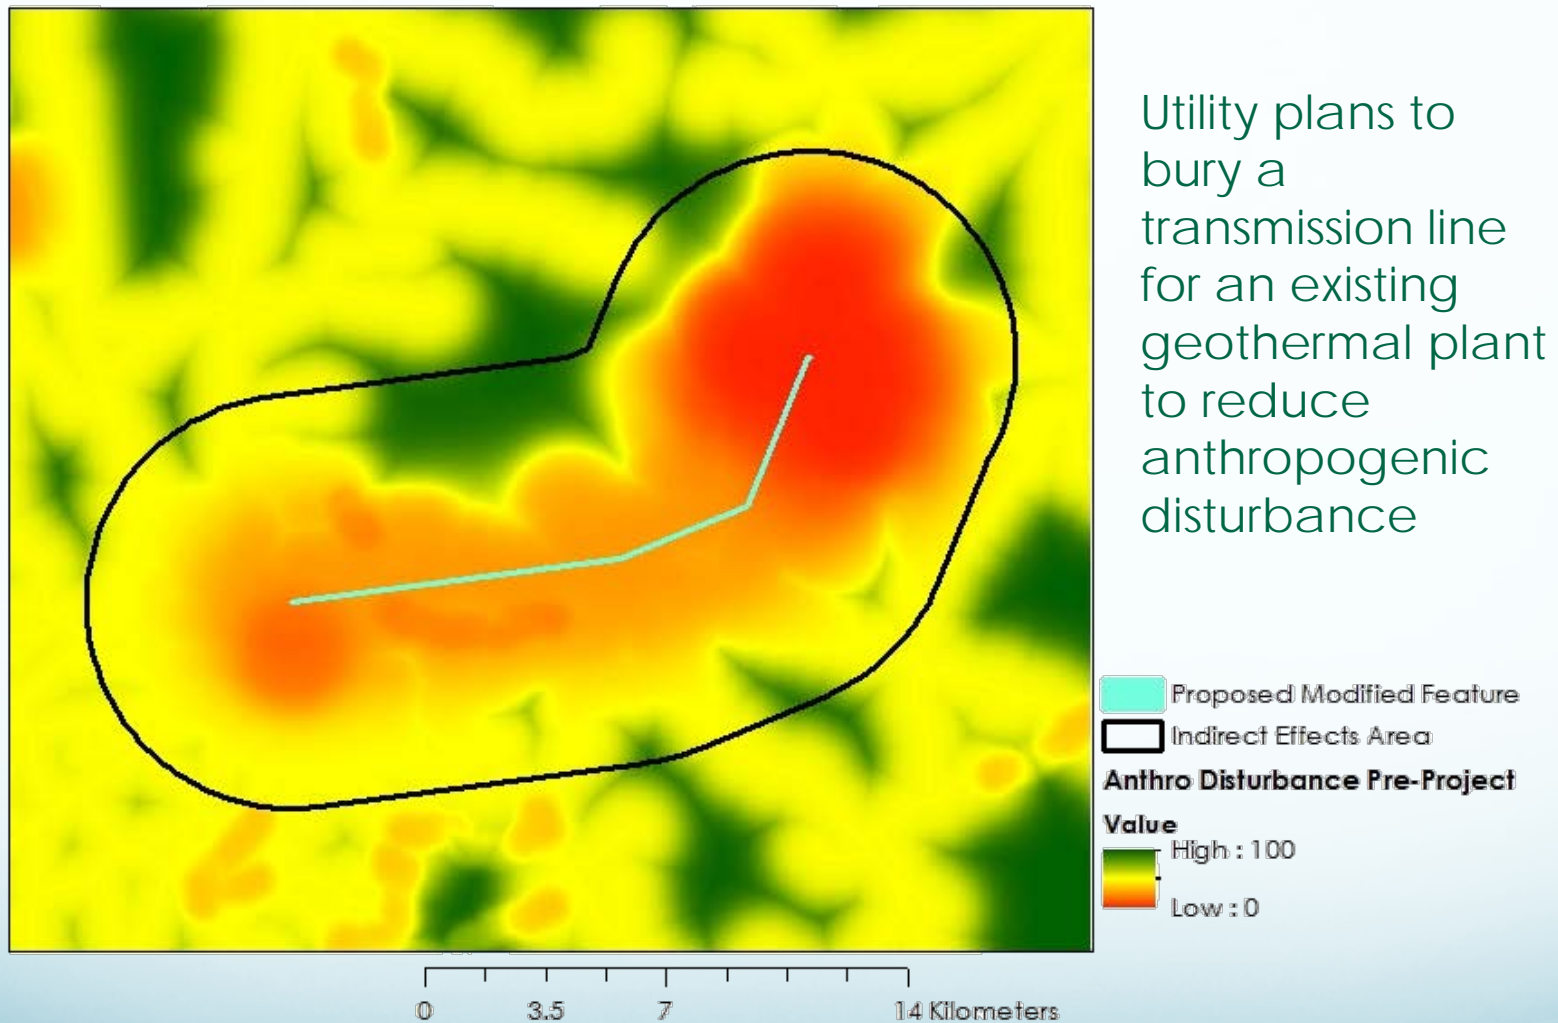 Utility plans to
bury a
transmission line
for an existing
geothermal plant
to reduce
anthropogenic
disturbance
Proposed Modified Feature
Indirect Effects Area
Anthro Disturbance Pre-Project
Value
High : 100
Low : 0
0 3.5 7 14 Kilometers